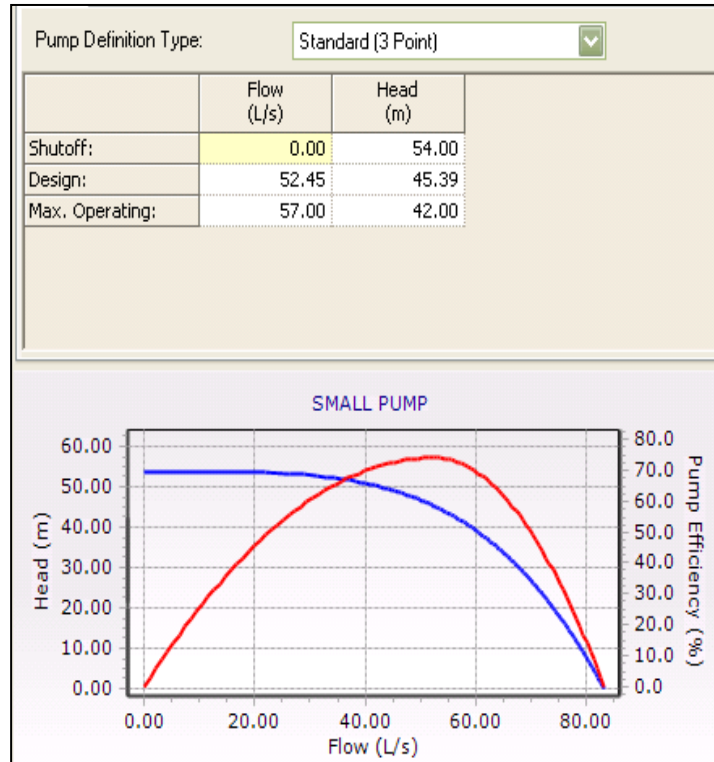 Pump Definition Type: Standard (3 Point)
Flow (L/s) Head (m)
Shutoff: 0.00 54.00
Design: 52.45 45.39
Max. Operating: 57.00 42.00
SMALL PUMP
60.00
50.00
40.00
30.00
20.00
10.00
0.00
Head (m)
80.0
70.0
60.0
50.0
40.0
30.0
20.0
10.0
0.0
Pump Efficiency (%)
0.00 20.00 40.00 60.00 80.00
Flow (L/s)